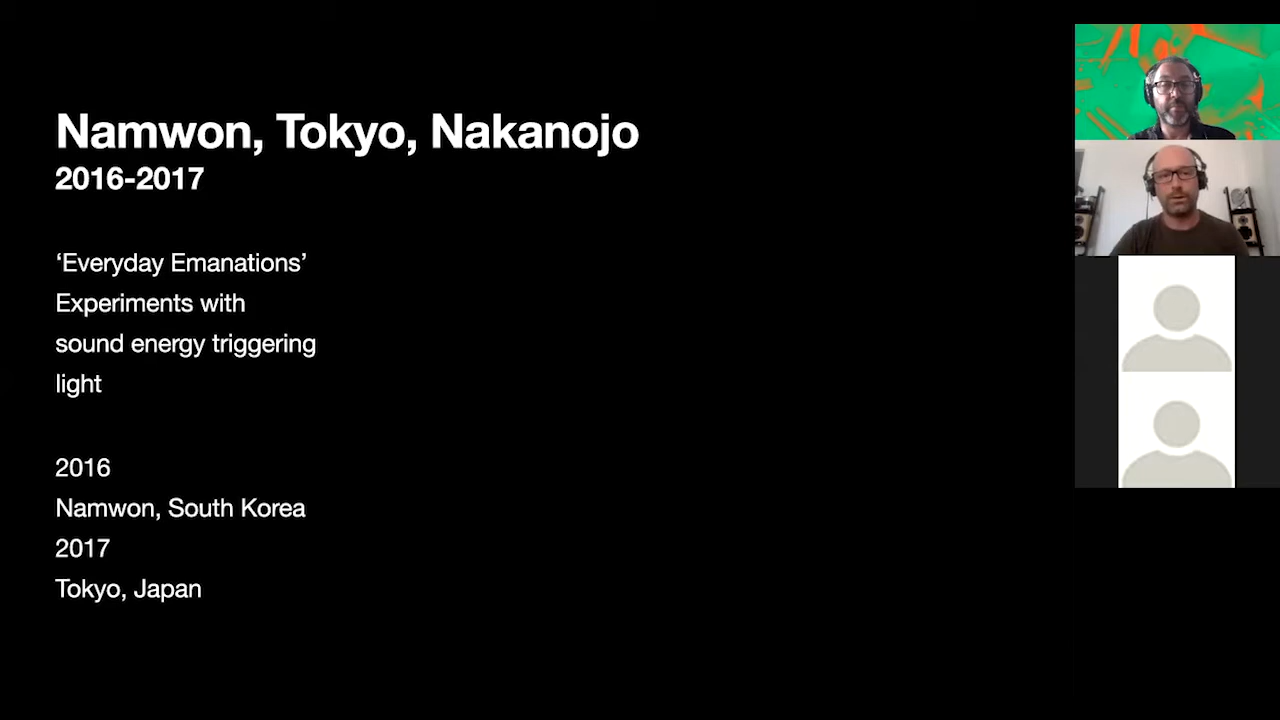 Namwon, Tokyo, Nakanojo
2016-2017
‘Everyday Emanations’
Experiments with
sound energy triggering
light
2016
Namwon, South Korea
2017
Tokyo, Japan